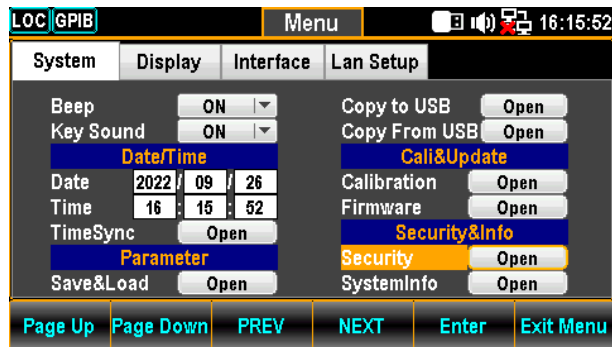 LOC GPIB Menu 16:15:52
System Display Interface Lan Setup
Beep ON
Key Sound ON
Date/Time
Date 2022 / 09 / 26
Time 16 : 15 : 52
TimeSync Open
Parameter
Save&Load Open
Copy to USB Open
Copy From USB Open
Cali&Update
Calibration Open
Firmware Open
Security&Info
Security Open
SystemInfo Open
Page Up Page Down PREV NEXT Enter Exit Menu